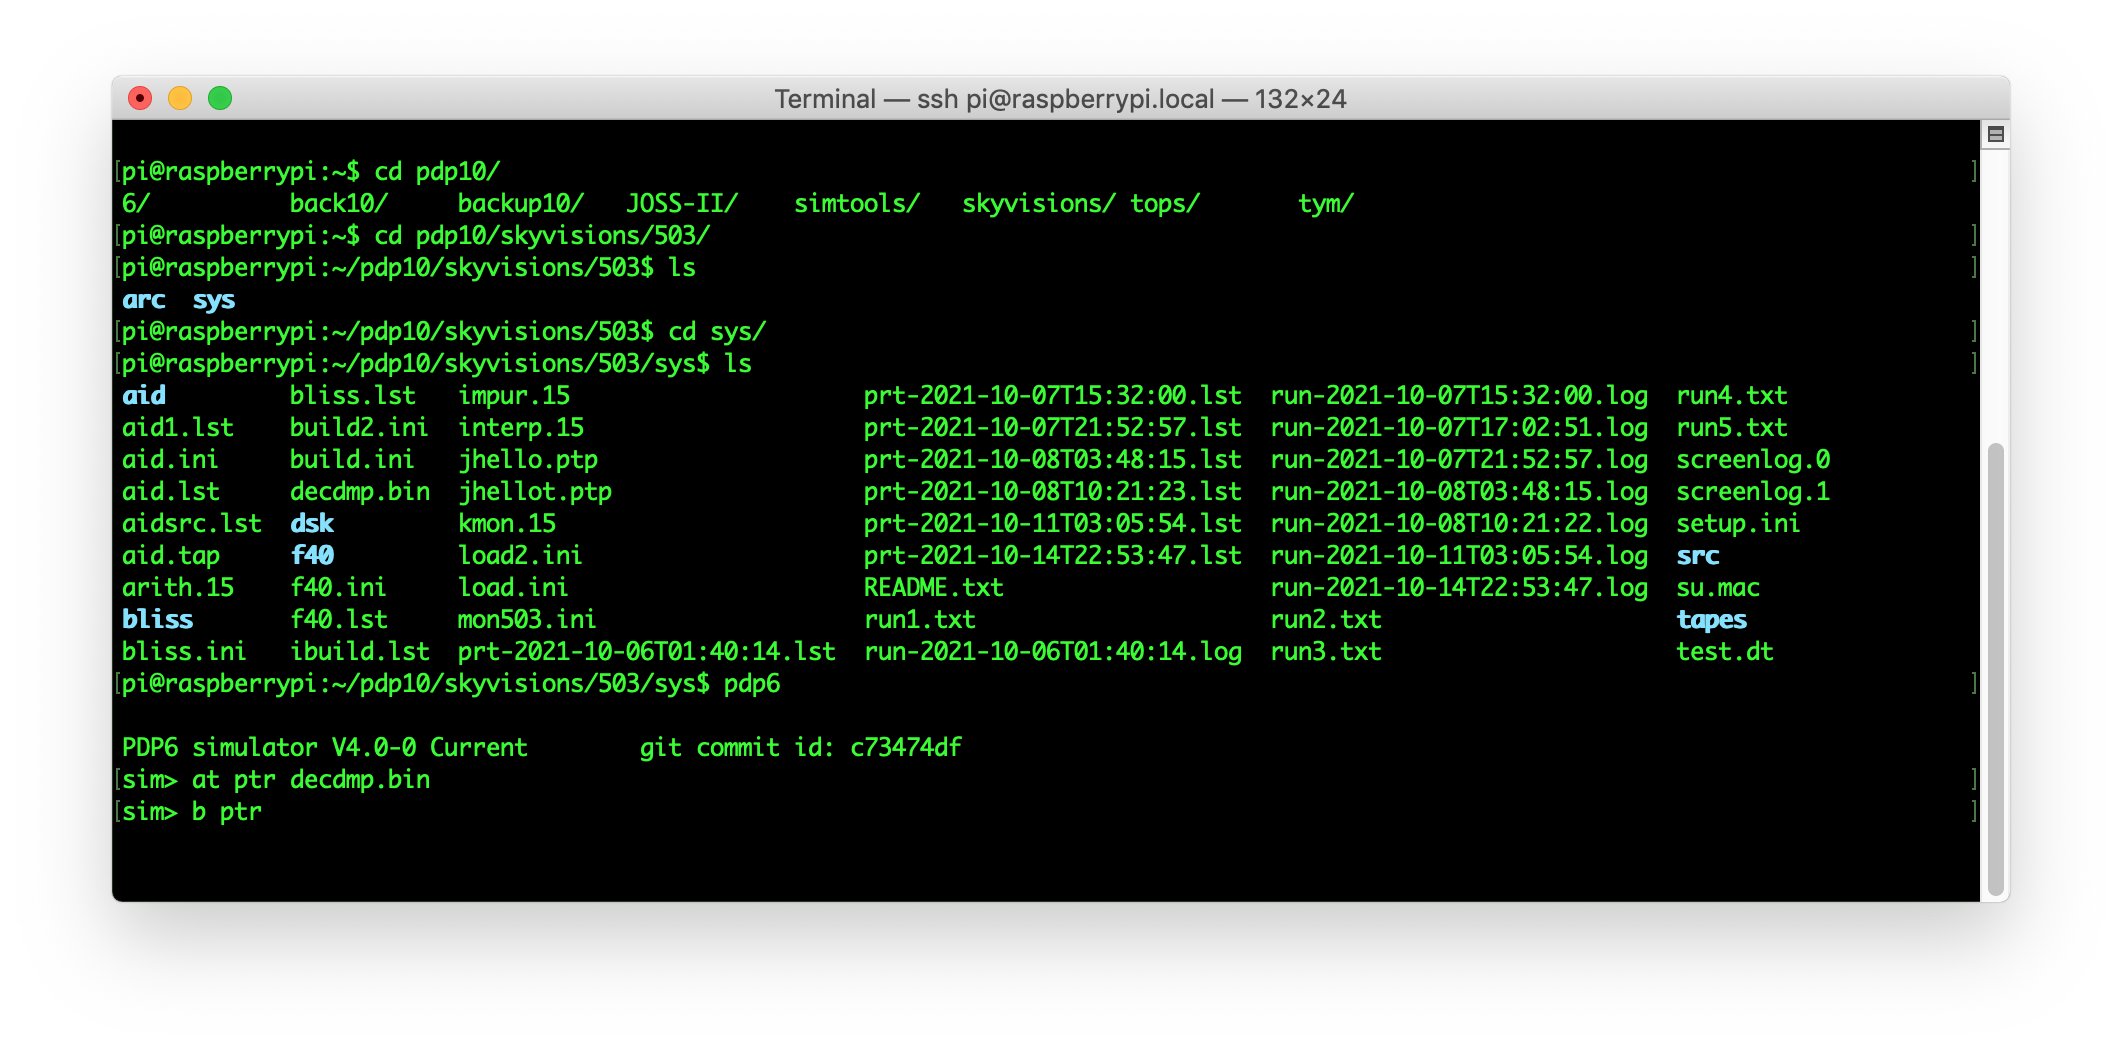 Terminal — ssh pi@raspberrypi.local — 132×24
[pi@raspberrypi:~$ cd pdp10/ ]
6/ back10/ backup10/ JOSS-II/ simtools/ skyvisions/ tops/ tym/
[pi@raspberrypi:~$ cd pdp10/skyvisions/503/ ]
[pi@raspberrypi:~/pdp10/skyvisions/503$ ls ]
arc sys
[pi@raspberrypi:~/pdp10/skyvisions/503$ cd sys/ ]
[pi@raspberrypi:~/pdp10/skyvisions/503/sys$ ls ]
aid bliss.lst impur.15 prt-2021-10-07T15:32:00.lst run-2021-10-07T15:32:00.log run4.txt
aid1.lst build2.ini interp.15 prt-2021-10-07T21:52:57.lst run-2021-10-07T17:02:51.log run5.txt
aid.ini build.ini jhello.ptp prt-2021-10-08T03:48:15.lst run-2021-10-07T21:52:57.log screenlog.0
aid.lst decdmp.bin jhellot.ptp prt-2021-10-08T10:21:23.lst run-2021-10-08T03:48:15.log screenlog.1
aidsrc.lst dsk kmon.15 prt-2021-10-11T03:05:54.lst run-2021-10-08T10:21:22.log setup.ini
aid.tap f40 load2.ini prt-2021-10-14T22:53:47.lst run-2021-10-11T03:05:54.log src
arith.15 f40.ini load.ini README.txt run-2021-10-14T22:53:47.log su.mac
bliss f40.lst mon503.ini run1.txt run2.txt tapes
bliss.ini ibuild.lst prt-2021-10-06T01:40:14.lst run-2021-10-06T01:40:14.log run3.txt test.dt
[pi@raspberrypi:~/pdp10/skyvisions/503/sys$ pdp6 ]
PDP6 simulator V4.0-0 Current git commit id: c73474df
[sim> at ptr decdmp.bin ]
[sim> b ptr ]